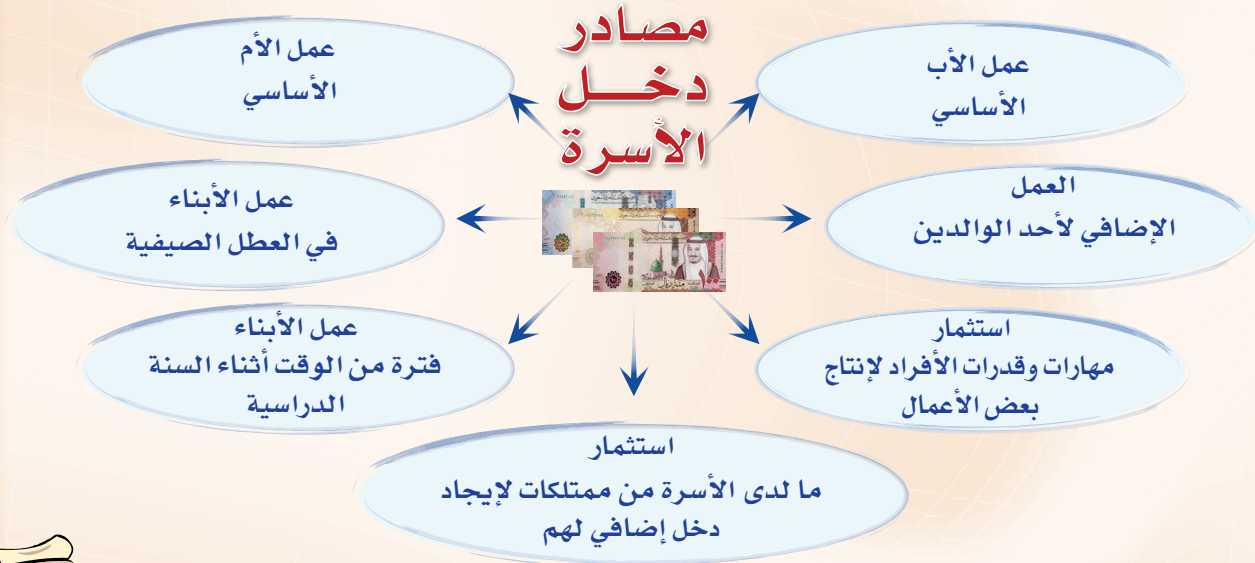 مصادر
دخل
الأسرة
عمل الأب
الأساسي
عمل الأم
الأساسي
العمل
الإضافي لأحد الوالدين
عمل الأبناء
في العطل الصيفية
استثمار
مهارات وقدرات الأفراد لإنتاج
بعض الأعمال
عمل الأبناء
فترة من الوقت أثناء السنة
الدراسية
استثمار
ما لدى الأسرة من ممتلكات لإيجاد
دخل إضافي لهم